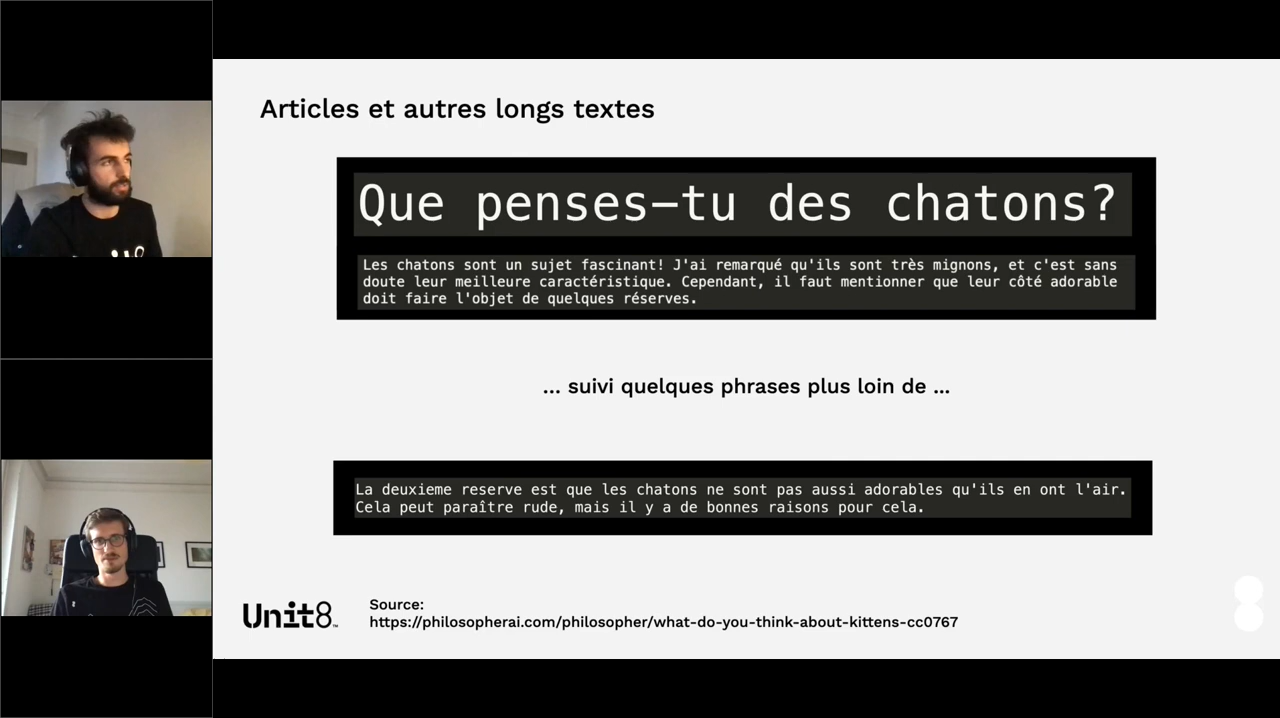 Articles et autres longs textes
Que penses-tu des chatons?
Les chatons sont un sujet fascinant! J'ai remarqué qu'ils sont très mignons, et c'est sans
doute leur meilleure caractéristique. Cependant, il faut mentionner que leur côté adorable
doit faire l'objet de quelques réserves.
... suivi quelques phrases plus loin de ...
La deuxieme reserve est que les chatons ne sont pas aussi adorables qu'ils en ont l'air.
Cela peut paraître rude, mais il y a de bonnes raisons pour cela.
Unit8™
Source:
https://philosopherai.com/philosopher/what-do-you-think-about-kittens-cc0767